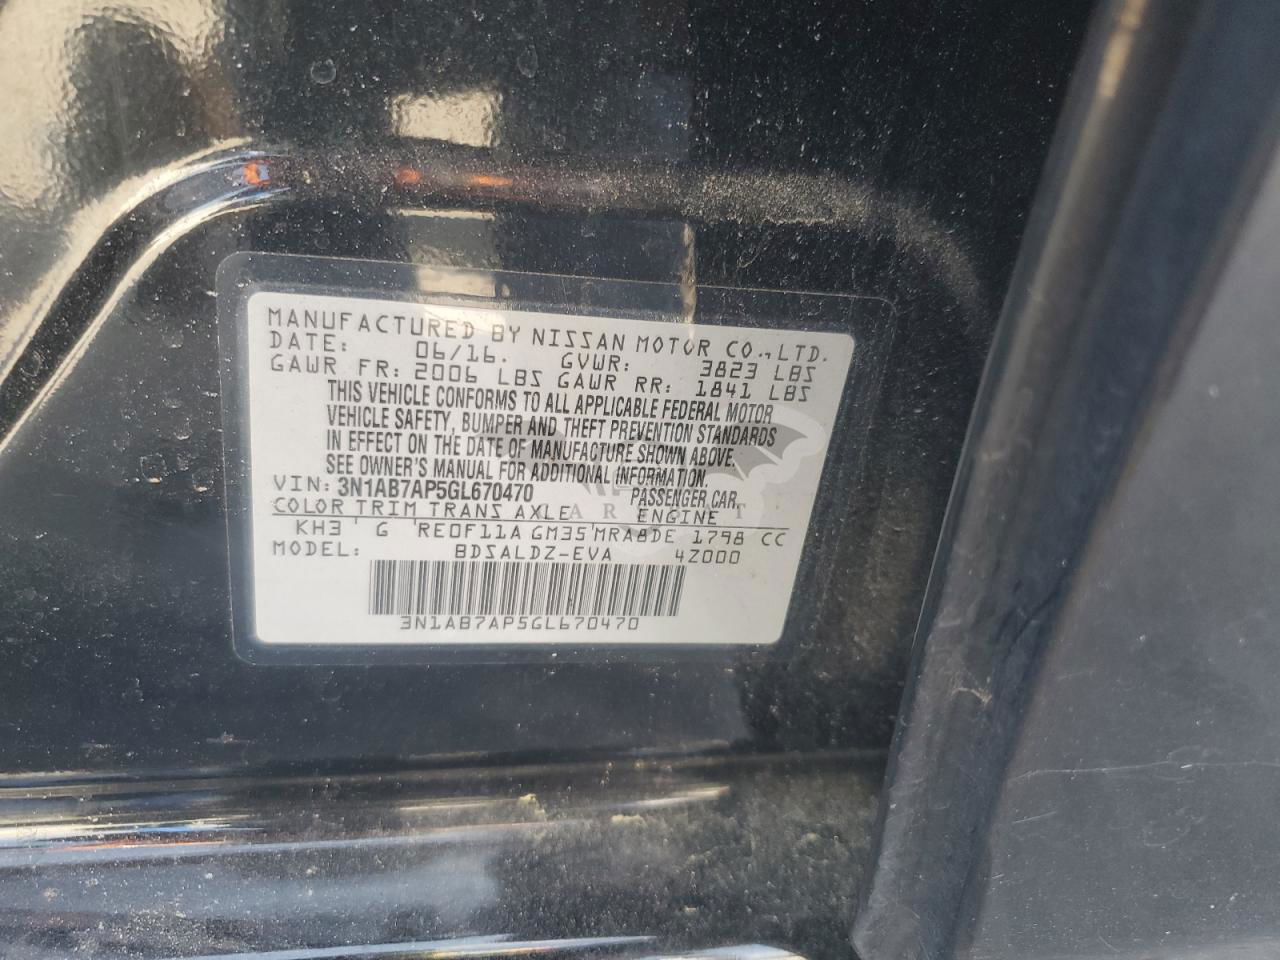 MANUFACTURED BY NISSAN MOTOR CO., LTD.
DATE: 06/16. GVWR: 3823 LBS
GAWR FR: 2006 LBS GAWR RR: 1841 LBS
THIS VEHICLE CONFORMS TO ALL APPLICABLE FEDERAL MOTOR
VEHICLE SAFETY, BUMPER AND THEFT PREVENTION STANDARDS
IN EFFECT ON THE DATE OF MANUFACTURE SHOWN ABOVE.
SEE OWNER'S MANUAL FOR ADDITIONAL INFORMATION.
VIN: 3N1AB7AP5GL670470 PASSENGER CAR.
COLOR TRIM TRANS AXLE ENGINE
KH3 G RE0F11A GM35 MRA8DE 1798 CC
MODEL: BDSALDZ-EVA 4Z000
3N1AB7AP5GL670470